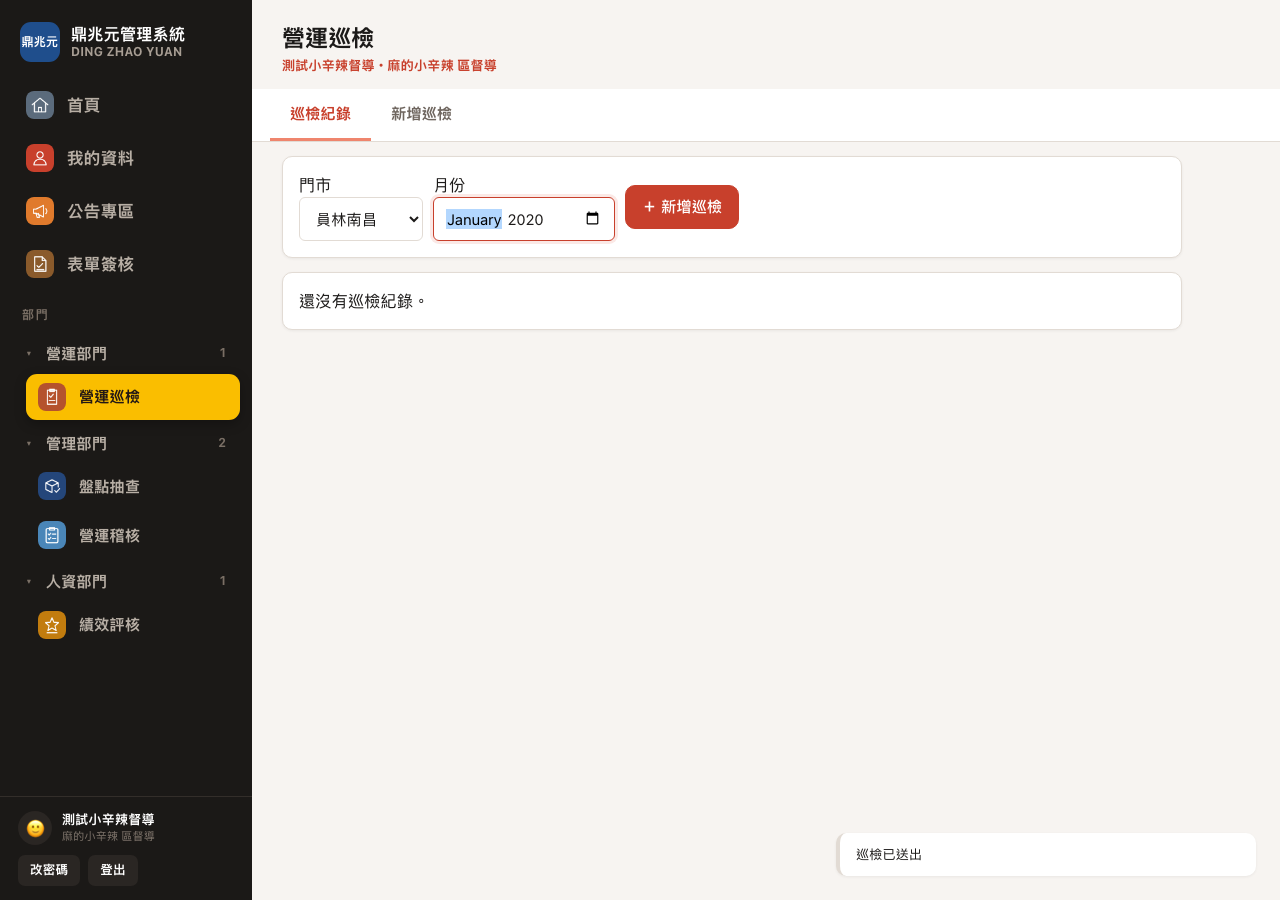 鼎兆元
鼎兆元管理系統
DING ZHAO YUAN
首頁
我的資料
公告專區
表單簽核
部門
營運部門 1
營運巡檢
管理部門 2
盤點抽查
營運稽核
人資部門 1
績效評核
測試小辛辣督導
麻的小辛辣 區督導
改密碼 登出
營運巡檢
測試小辛辣督導・麻的小辛辣 區督導
巡檢紀錄 新增巡檢
門市 月份
員林南昌 January 2020 + 新增巡檢
還沒有巡檢紀錄。
巡檢已送出